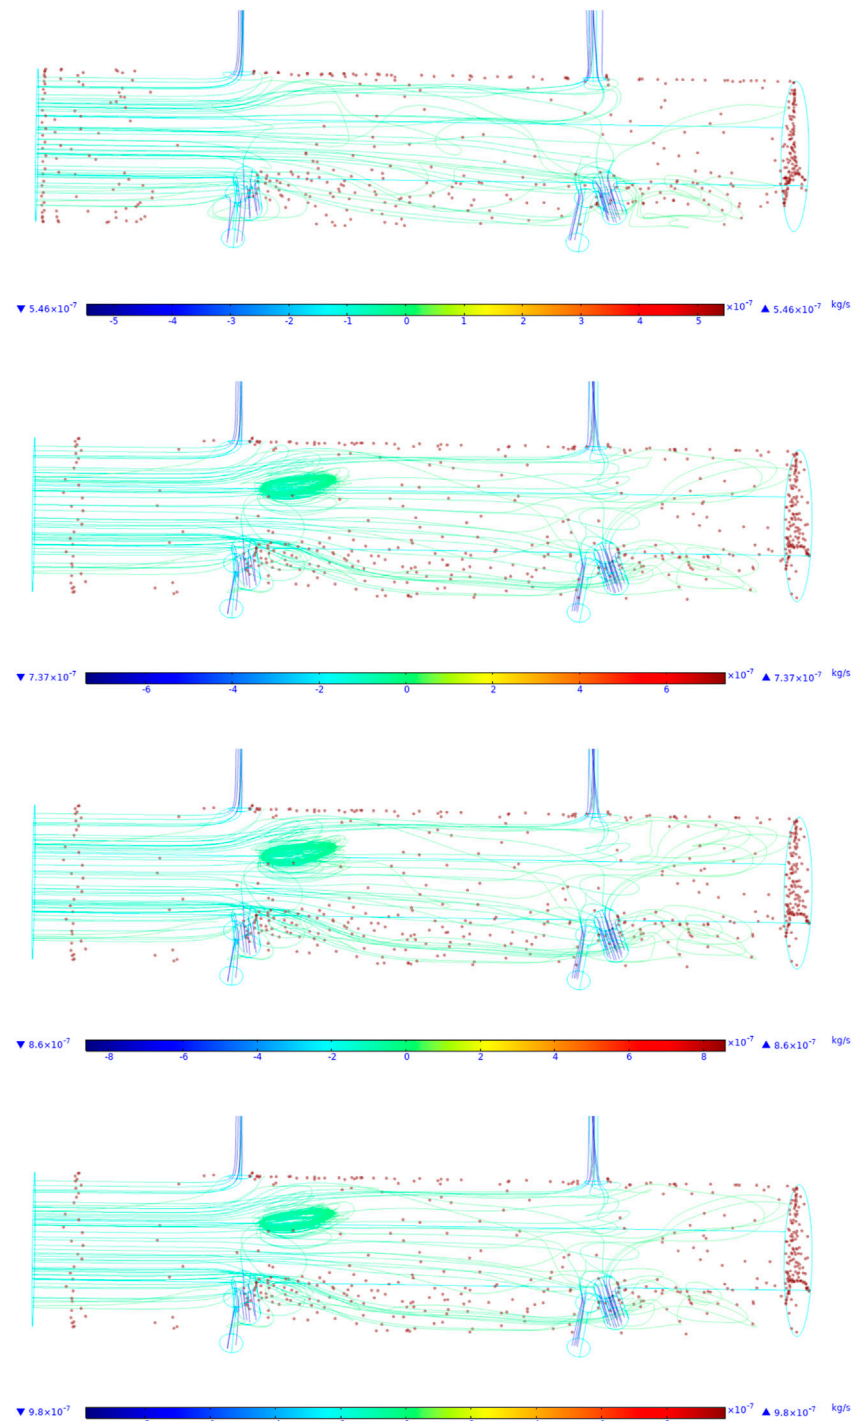 ▼ 5.46×10⁻⁷ ×10⁻⁷ ▲ 5.46×10⁻⁷ kg/s
-5 -4 -3 -2 -1 0 1 2 3 4 5
▼ 7.37×10⁻⁷ ×10⁻⁷ ▲ 7.37×10⁻⁷ kg/s
-6 -4 -2 0 2 4 6
▼ 8.6×10⁻⁷ ×10⁻⁷ ▲ 8.6×10⁻⁷ kg/s
-8 -6 -4 -2 0 2 4 6 8
▼ 9.8×10⁻⁷ ×10⁻⁷ ▲ 9.8×10⁻⁷ kg/s